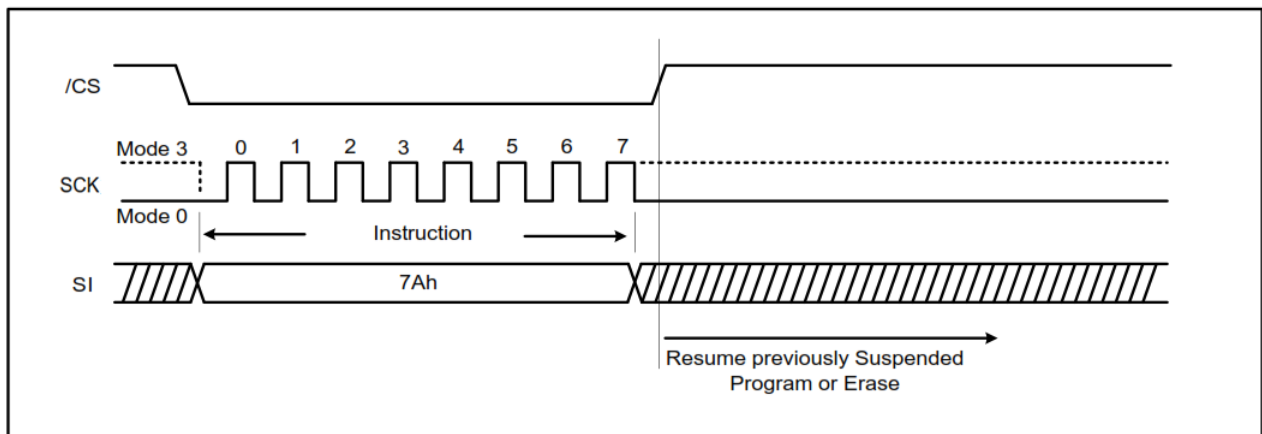 /CS
Mode 3
0 1 2 3 4 5 6 7
SCK
Mode 0
Instruction
SI
7Ah
Resume previously Suspended
Program or Erase